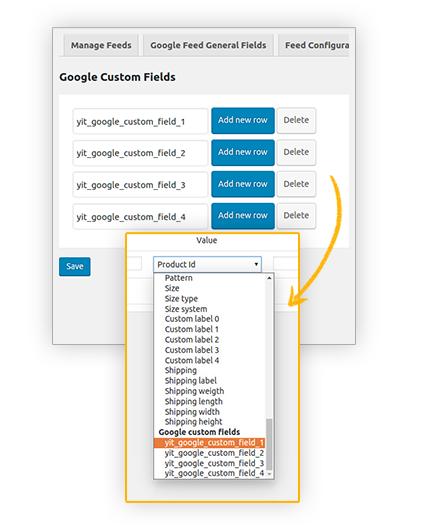 Manage Feeds Google Feed General Fields Feed Configura
Google Custom Fields
yit_google_custom_field_1 Add new row Delete
yit_google_custom_field_2 Add new row Delete
yit_google_custom_field_3 Add new row Delete
yit_google_custom_field_4 Add new row Delete
Save
Value
Product Id
Pattern
Size
Size type
Size system
Custom label 0
Custom label 1
Custom label 2
Custom label 3
Custom label 4
Shipping
Shipping label
Shipping weigth
Shipping length
Shipping width
Shipping height
Google custom fields
yit_google_custom_field_1
yit_google_custom_field_2
yit_google_custom_field_3
yit_google_custom_field_4